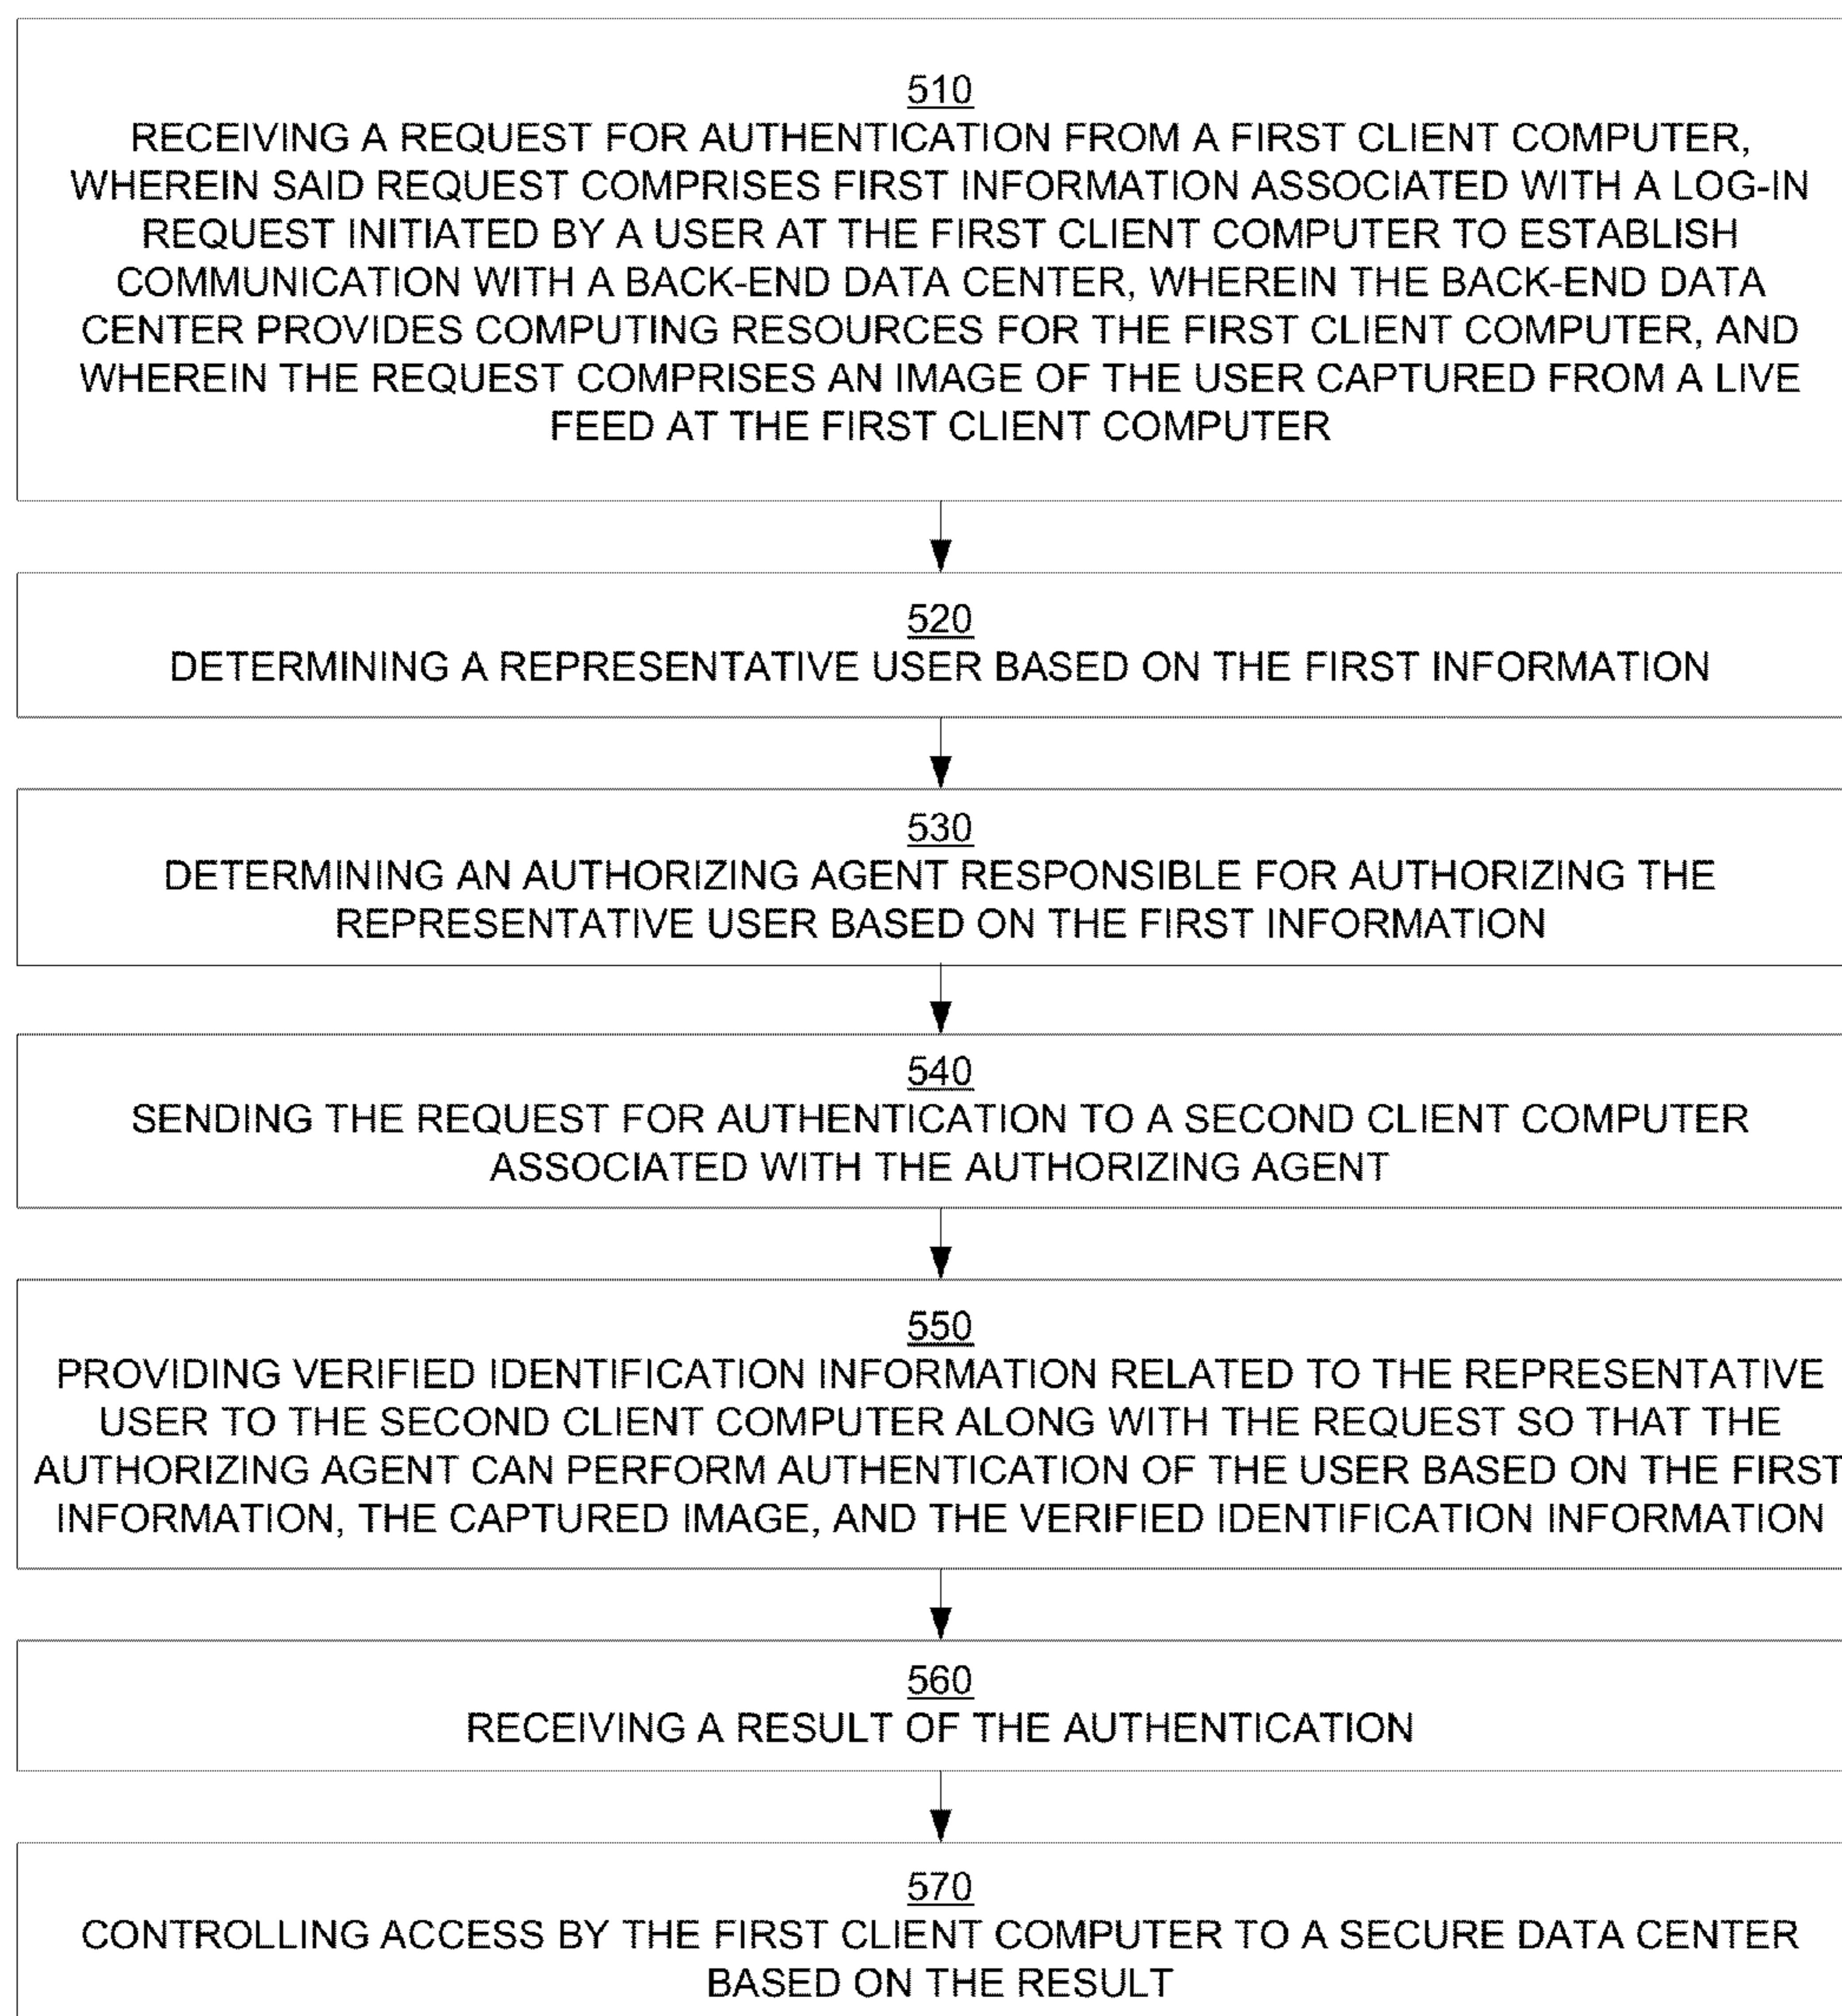 510
RECEIVING A REQUEST FOR AUTHENTICATION FROM A FIRST CLIENT COMPUTER,
WHEREIN SAID REQUEST COMPRISES FIRST INFORMATION ASSOCIATED WITH A LOG-IN
REQUEST INITIATED BY A USER AT THE FIRST CLIENT COMPUTER TO ESTABLISH
COMMUNICATION WITH A BACK-END DATA CENTER, WHEREIN THE BACK-END DATA
CENTER PROVIDES COMPUTING RESOURCES FOR THE FIRST CLIENT COMPUTER, AND
WHEREIN THE REQUEST COMPRISES AN IMAGE OF THE USER CAPTURED FROM A LIVE
FEED AT THE FIRST CLIENT COMPUTER
520
DETERMINING A REPRESENTATIVE USER BASED ON THE FIRST INFORMATION
530
DETERMINING AN AUTHORIZING AGENT RESPONSIBLE FOR AUTHORIZING THE
REPRESENTATIVE USER BASED ON THE FIRST INFORMATION
540
SENDING THE REQUEST FOR AUTHENTICATION TO A SECOND CLIENT COMPUTER
ASSOCIATED WITH THE AUTHORIZING AGENT
550
PROVIDING VERIFIED IDENTIFICATION INFORMATION RELATED TO THE REPRESENTATIVE
USER TO THE SECOND CLIENT COMPUTER ALONG WITH THE REQUEST SO THAT THE
AUTHORIZING AGENT CAN PERFORM AUTHENTICATION OF THE USER BASED ON THE FIRST
INFORMATION, THE CAPTURED IMAGE, AND THE VERIFIED IDENTIFICATION INFORMATION
560
RECEIVING A RESULT OF THE AUTHENTICATION
570
CONTROLLING ACCESS BY THE FIRST CLIENT COMPUTER TO A SECURE DATA CENTER
BASED ON THE RESULT